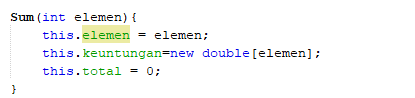 Sum(int elemen){
this.elemen = elemen;
this.keuntungan=new double[elemen];
this.total = 0;
}